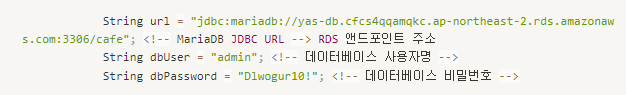 String url = "jdbc:mariadb://yas-db.cfcs4qqamqkc.ap-northeast-2.rds.amazonaw
s.com:3306/cafe"; <!-- MariaDB JDBC URL --> RDS 앤드포인트 주소
String dbUser = "admin"; <!-- 데이터베이스 사용자명 -->
String dbPassword = "Dlwogur10!"; <!-- 데이터베이스 비밀번호 -->